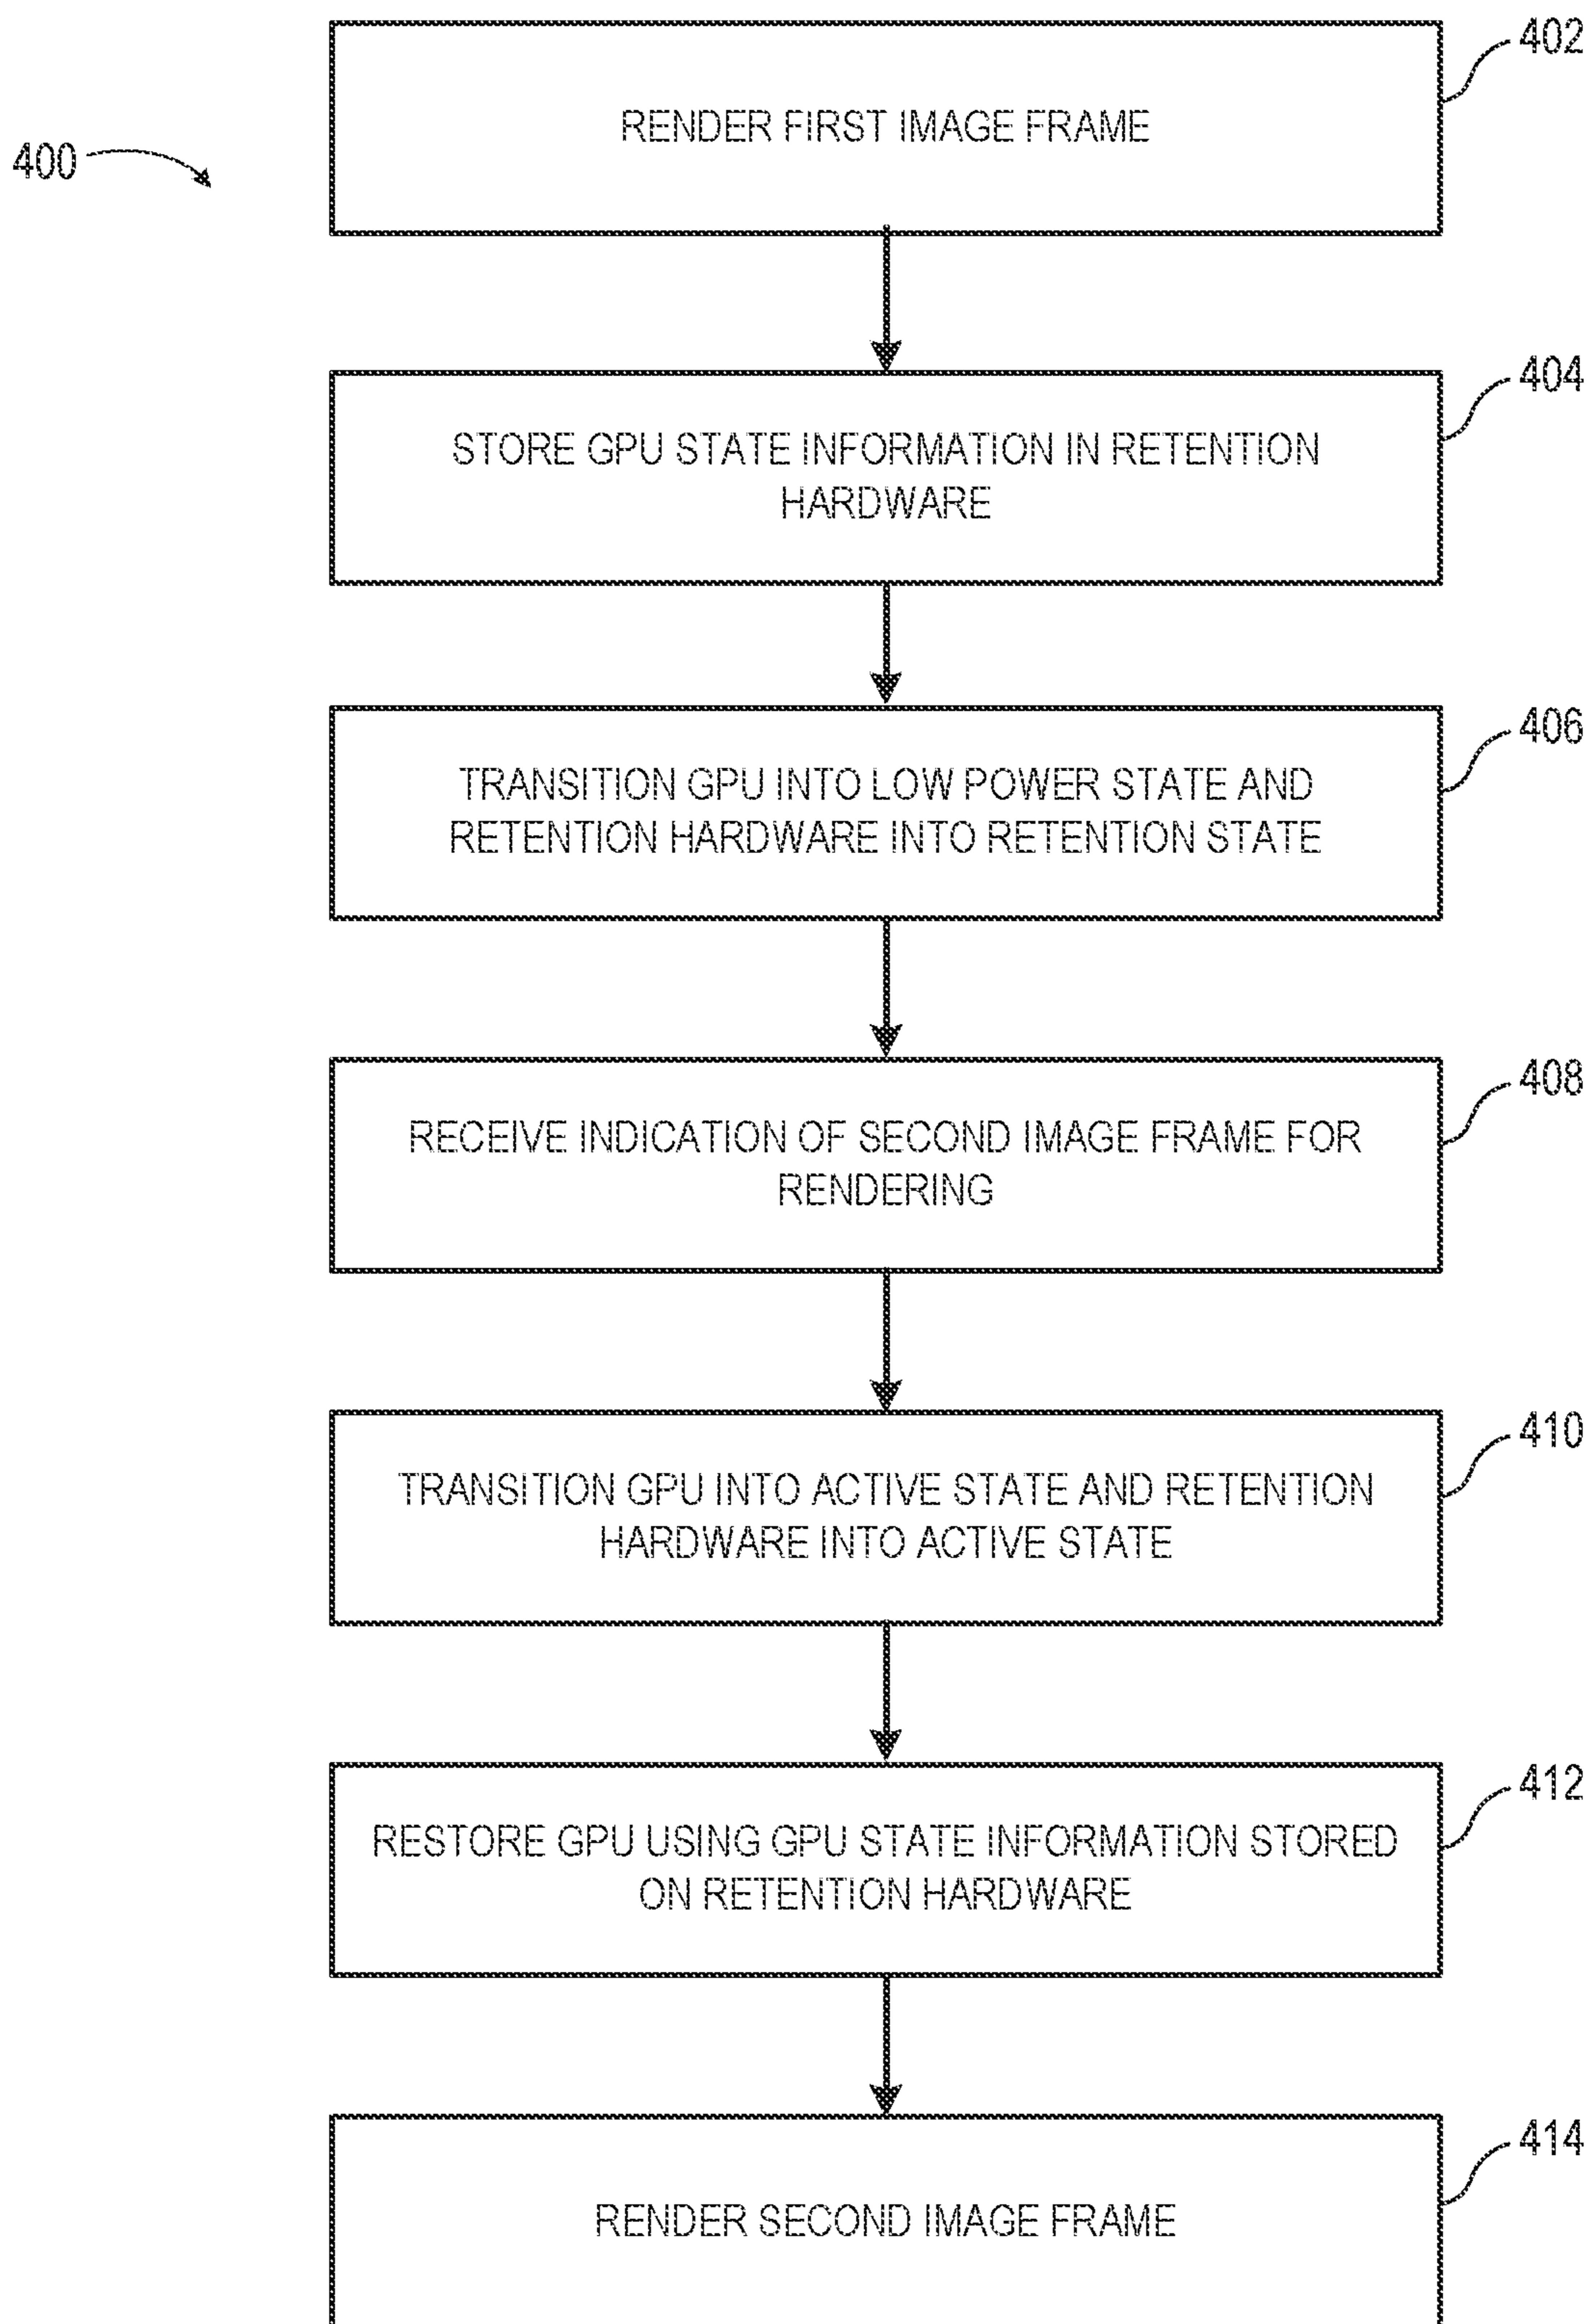 402
RENDER FIRST IMAGE FRAME
400
404
STORE GPU STATE INFORMATION IN RETENTION
HARDWARE
406
TRANSITION GPU INTO LOW POWER STATE AND
RETENTION HARDWARE INTO RETENTION STATE
408
RECEIVE INDICATION OF SECOND IMAGE FRAME FOR
RENDERING
410
TRANSITION GPU INTO ACTIVE STATE AND RETENTION
HARDWARE INTO ACTIVE STATE
412
RESTORE GPU USING GPU STATE INFORMATION STORED
ON RETENTION HARDWARE
414
RENDER SECOND IMAGE FRAME